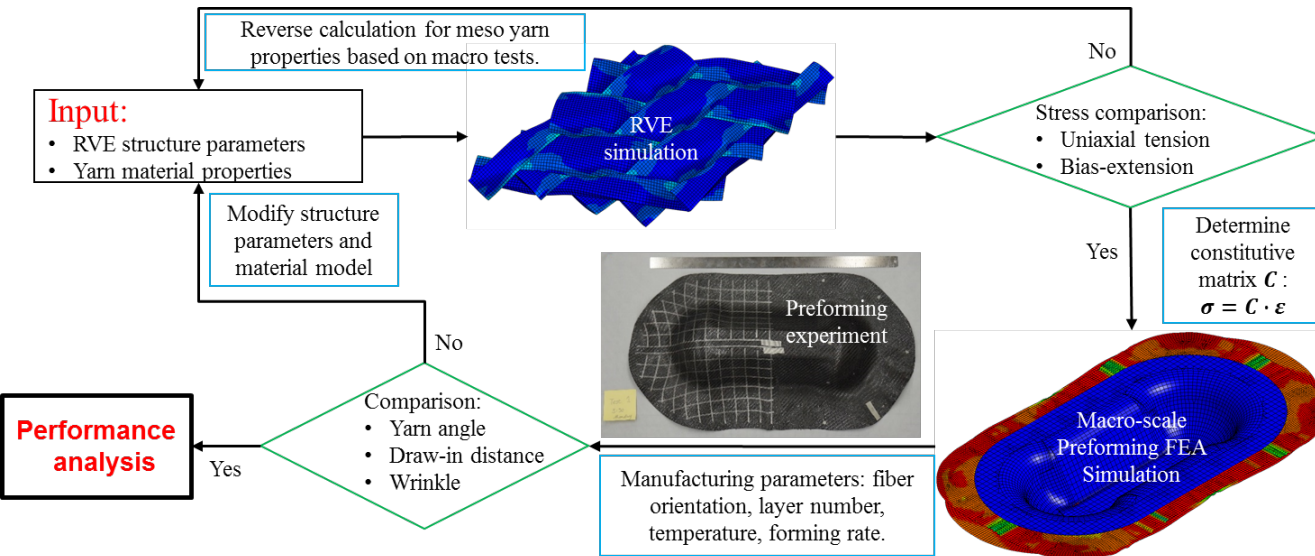 Reverse calculation for meso yarn
properties based on macro tests.
No
Input:
• RVE structure parameters
• Yarn material properties
RVE
simulation
Stress comparison:
• Uniaxial tension
• Bias-extension
Modify structure
parameters and
material model
Yes
Determine
constitutive
matrix C :
σ = C · ε
Preforming
experiment
No
Comparison:
• Yarn angle
• Draw-in distance
• Wrinkle
Performance
analysis
Yes
Macro-scale
Preforming FEA
Simulation
Manufacturing parameters: fiber
orientation, layer number,
temperature, forming rate.